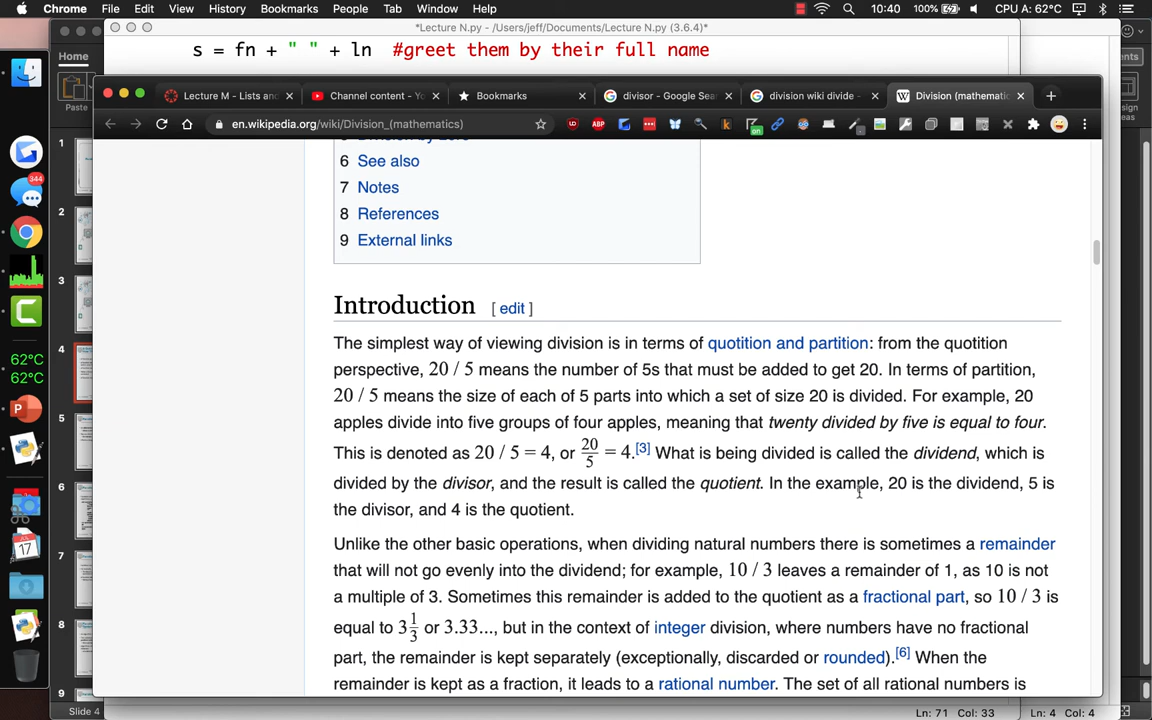 Chrome File Edit View History Bookmarks People Tab Window Help 10:40 100% CPU A: 62°C
*Lecture N.py - /Users/jeff/Documents/Lecture N.py (3.6.4)*
s = fn + " " + ln #greet them by their full name
Home
Paste
Lecture M - Lists and
Channel content - Yo
Bookmarks
divisor - Google Sear
division wiki divide -
Division (mathematic
en.wikipedia.org/wiki/Division_(mathematics)
6 See also
7 Notes
8 References
9 External links
Introduction [ edit ]
The simplest way of viewing division is in terms of quotition and partition: from the quotition
perspective, 20 / 5 means the number of 5s that must be added to get 20. In terms of partition,
20 / 5 means the size of each of 5 parts into which a set of size 20 is divided. For example, 20
apples divide into five groups of four apples, meaning that twenty divided by five is equal to four.
This is denoted as 20 / 5 = 4, or 20/5 = 4.[3] What is being divided is called the dividend, which is
divided by the divisor, and the result is called the quotient. In the example, 20 is the dividend, 5 is
the divisor, and 4 is the quotient.
Unlike the other basic operations, when dividing natural numbers there is sometimes a remainder
that will not go evenly into the dividend; for example, 10 / 3 leaves a remainder of 1, as 10 is not
a multiple of 3. Sometimes this remainder is added to the quotient as a fractional part, so 10 / 3 is
equal to 3 1/3 or 3.33..., but in the context of integer division, where numbers have no fractional
part, the remainder is kept separately (exceptionally, discarded or rounded).[6] When the
remainder is kept as a fraction, it leads to a rational number. The set of all rational numbers is
344
62°C
62°C
JUL
17
1
2
3
4
5
6
7
8
9
Slide 4
Ln: 71 Col: 33
Ln: 4 Col: 4